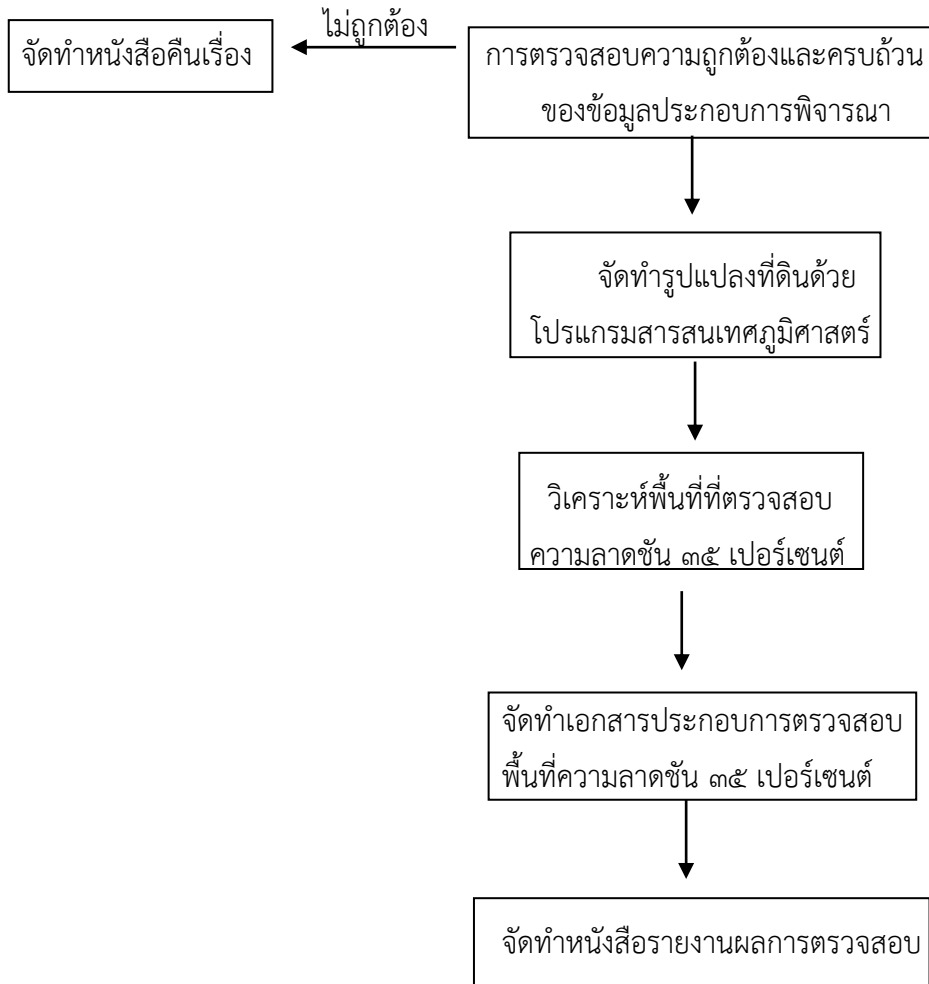 ไม่ถูกต้อง
จัดทำหนังสือคืนเรื่อง
การตรวจสอบความถูกต้องและครบถ้วน
ของข้อมูลประกอบการพิจารณา
จัดทำรูปแปลงที่ดินด้วย
โปรแกรมสารสนเทศภูมิศาสตร์
วิเคราะห์พื้นที่ที่ตรวจสอบ
ความลาดชัน ๓๕ เปอร์เซนต์
จัดทำเอกสารประกอบการตรวจสอบ
พื้นที่ความลาดชัน ๓๕ เปอร์เซนต์
จัดทำหนังสือรายงานผลการตรวจสอบ